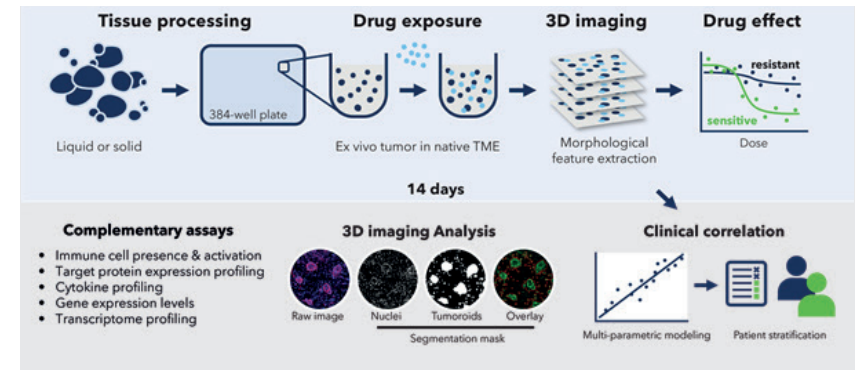 Tissue processing
Drug exposure
3D imaging
Drug effect
384-well plate
resistant
sensitive
Liquid or solid
Ex vivo tumor in native TME
Morphological
feature extraction
Dose
14 days
Complementary assays
• Immune cell presence & activation
• Target protein expression profiling
• Cytokine profiling
• Gene expression levels
• Transcriptome profiling
3D imaging Analysis
Raw image
Nuclei
Tumoroids
Overlay
Segmentation mask
Clinical correlation
Multi-parametric modeling
Patient stratification